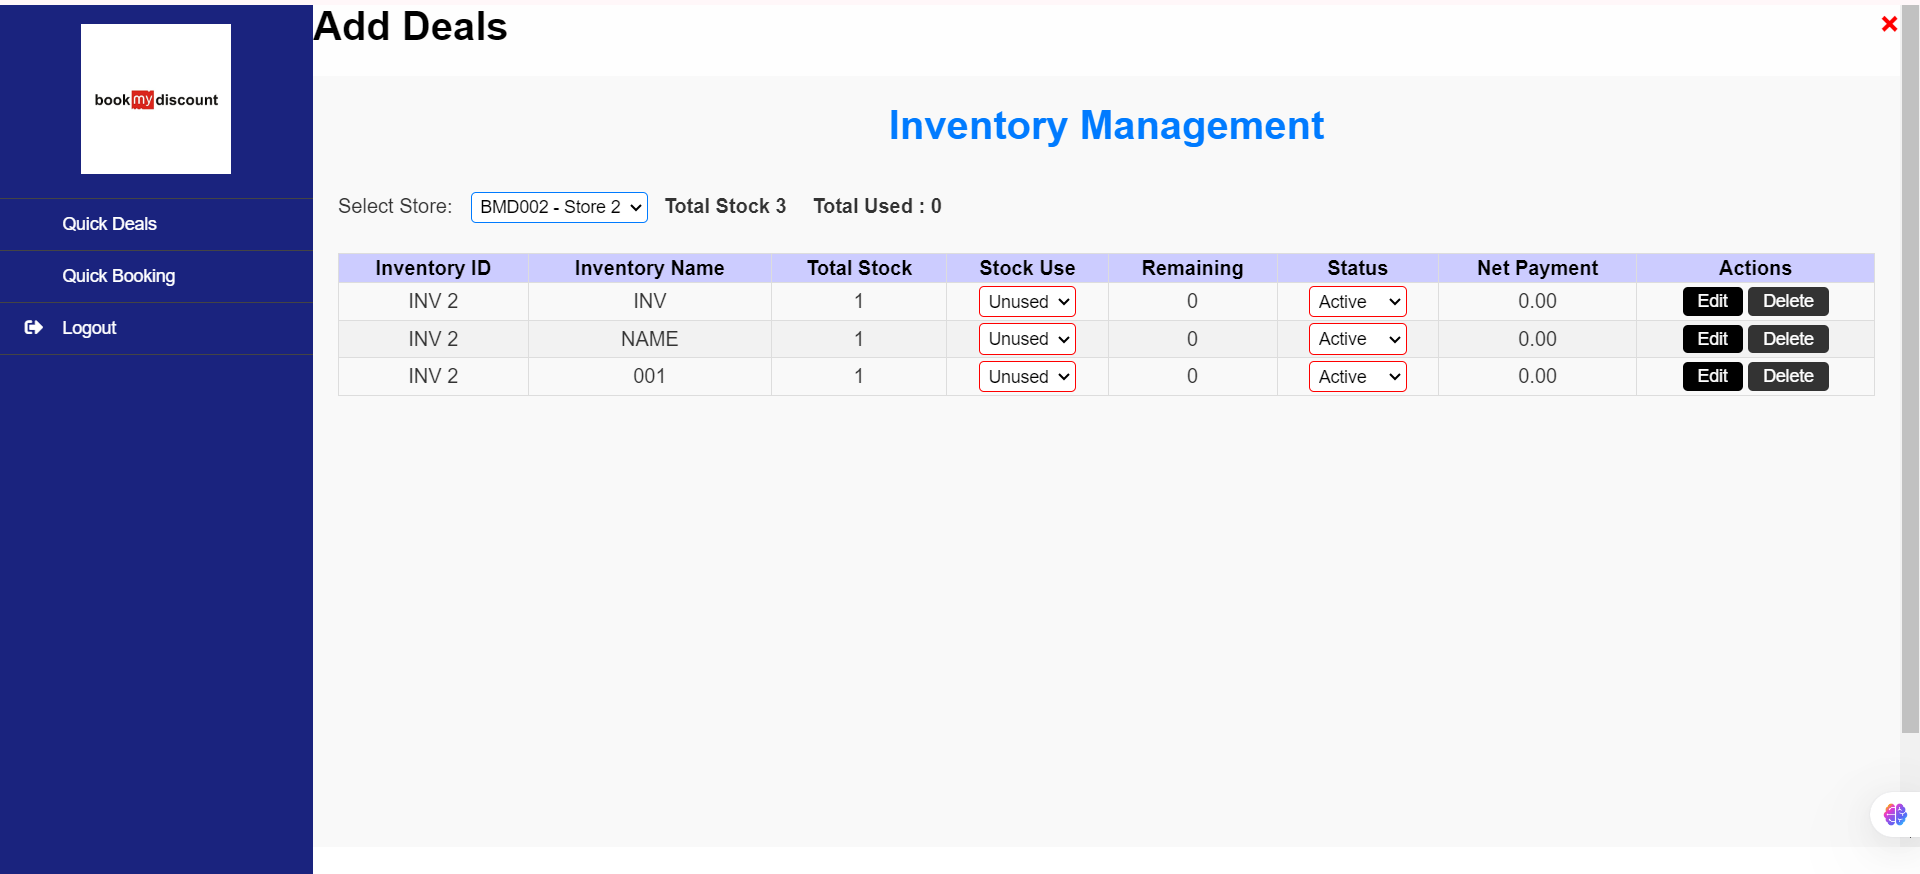 Add Deals
bookmydiscount
Inventory Management
Quick Deals
Quick Booking
Logout
Select Store: BMD002 - Store 2 Total Stock 3 Total Used : 0
Inventory ID Inventory Name Total Stock Stock Use Remaining Status Net Payment Actions
INV 2 INV 1 Unused 0 Active 0.00 Edit Delete
INV 2 NAME 1 Unused 0 Active 0.00 Edit Delete
INV 2 001 1 Unused 0 Active 0.00 Edit Delete